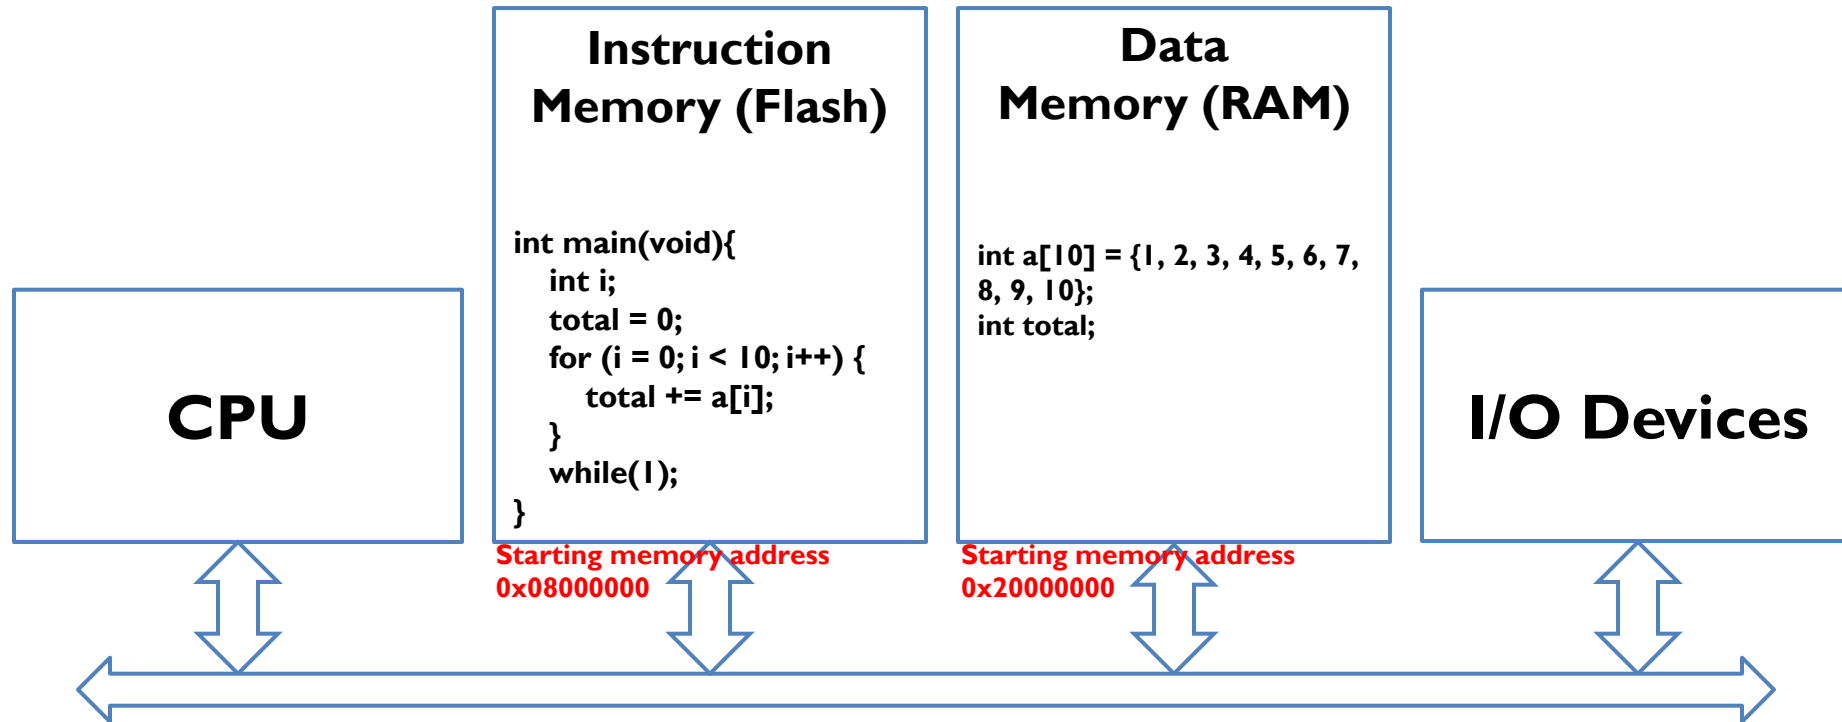 CPU
Instruction
Memory (Flash)
int main(void){
int i;
total = 0;
for (i = 0; i < 10; i++) {
total += a[i];
}
while(1);
}
Starting memory address
0x08000000
Data
Memory (RAM)
int a[10] = {1, 2, 3, 4, 5, 6, 7,
8, 9, 10};
int total;
Starting memory address
0x20000000
I/O Devices